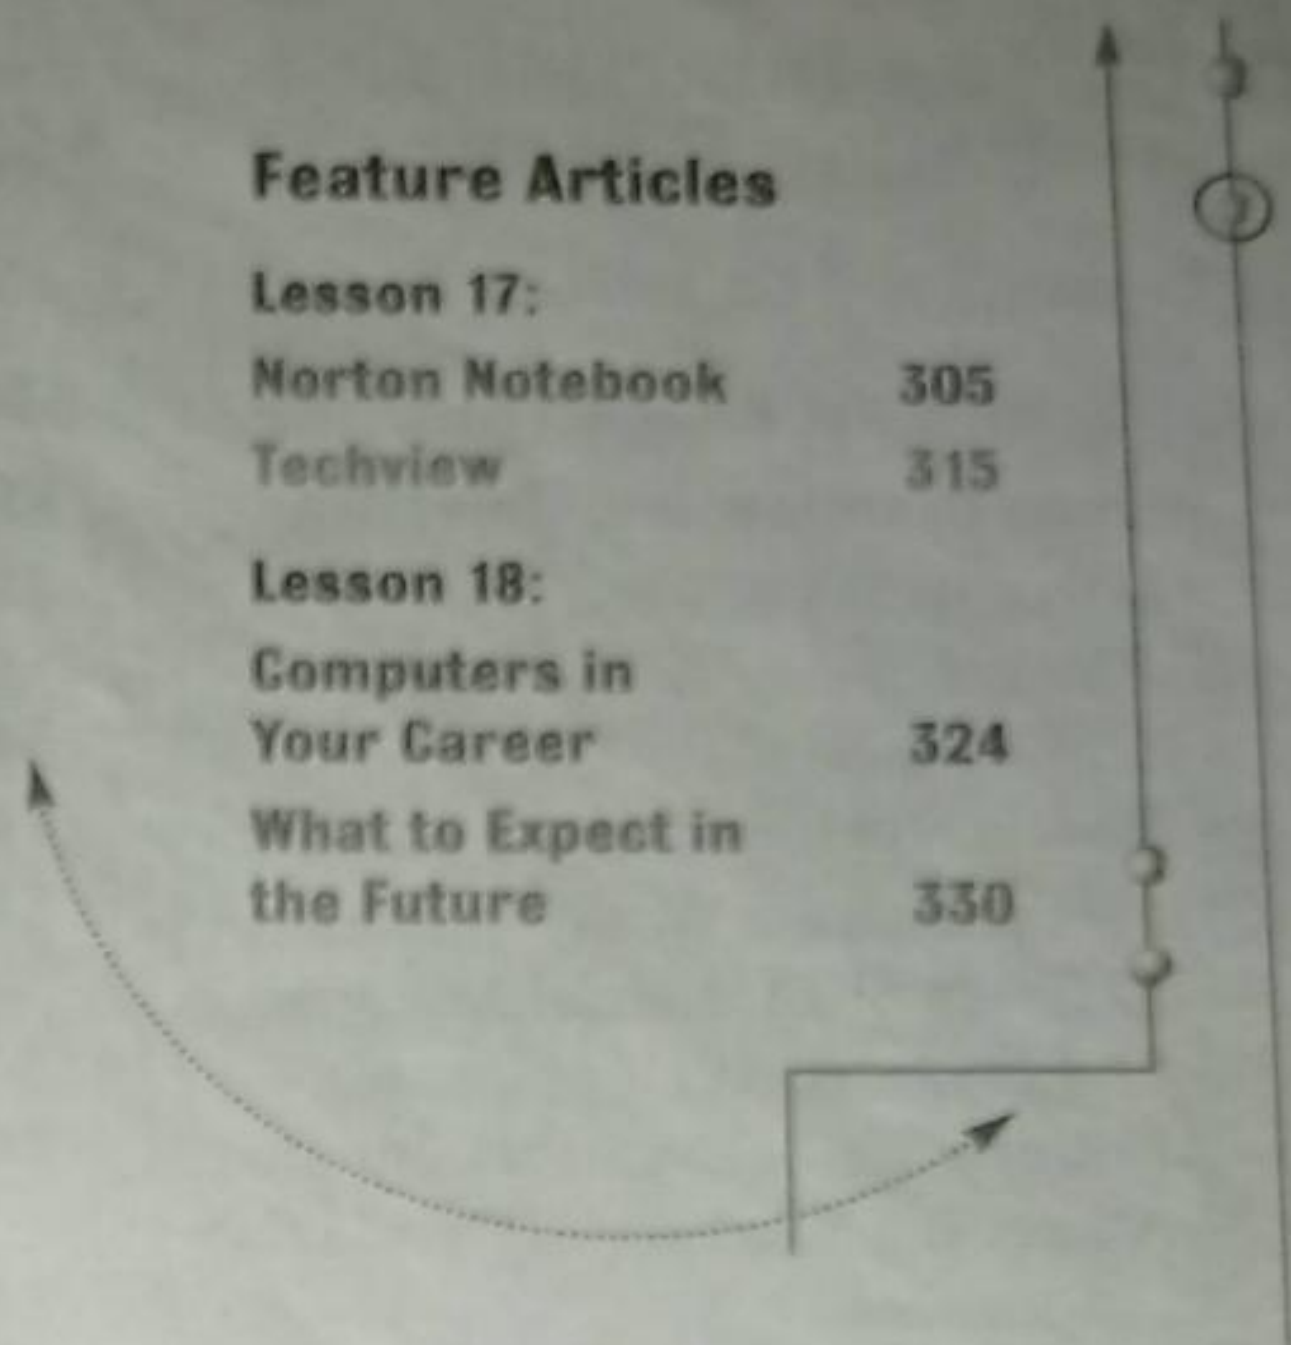 Feature Articles
Lesson 17:
Norton Notebook 305
Techview 315
Lesson 18:
Computers in
Your Career 324
What to Expect in
the Future 330